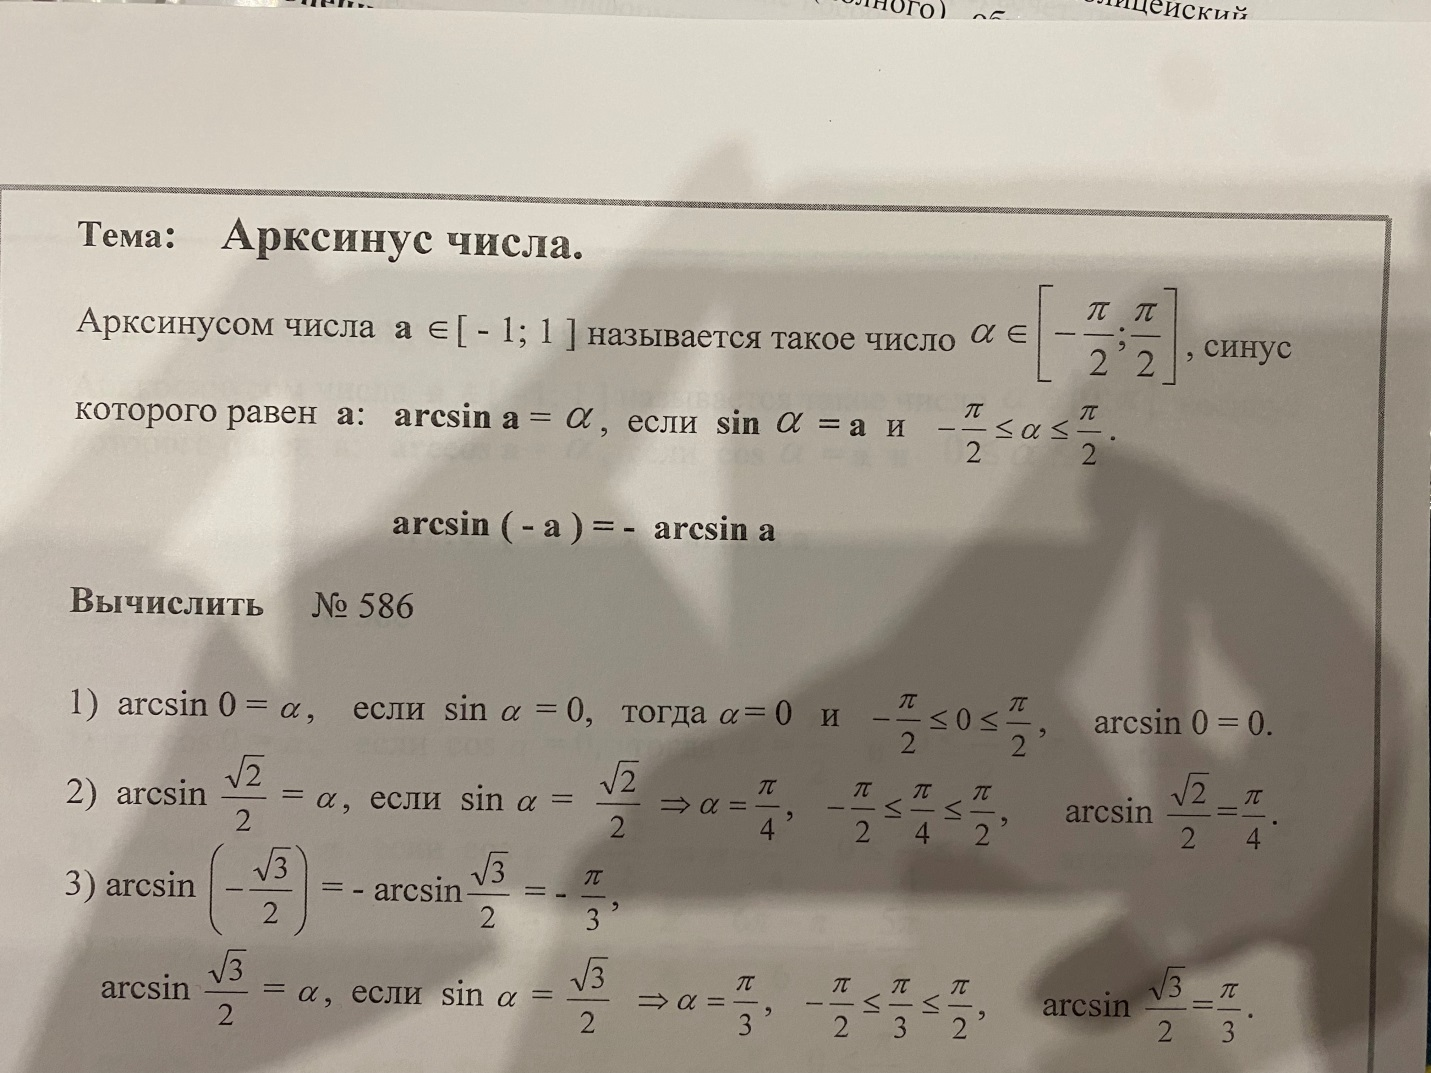 лного) об лицейский
Тема: Арксинус числа.
Арксинусом числа a ∈ [ - 1; 1 ] называется такое число α ∈ [−π/2; π/2], синус
которого равен a: arcsin a = α, если sin α = a и −π/2 ≤ α ≤ π/2.
arcsin ( - a ) = - arcsin a
Вычислить № 586
1) arcsin 0 = α, если sin α = 0, тогда α = 0 и −π/2 ≤ 0 ≤ π/2, arcsin 0 = 0.
2) arcsin √2/2 = α, если sin α = √2/2 ⇒ α = π/4, −π/2 ≤ π/4 ≤ π/2, arcsin √2/2 = π/4.
3) arcsin (−√3/2) = - arcsin √3/2 = - π/3,
arcsin √3/2 = α, если sin α = √3/2 ⇒ α = π/3, −π/2 ≤ π/3 ≤ π/2, arcsin √3/2 = π/3.